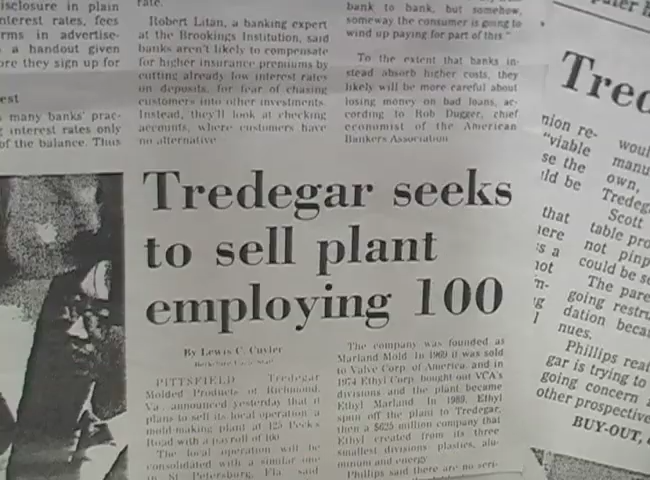 isclosure in plain
nterest rates, fees
rms in advertise-
a handout given
ore they sign up for
est
many banks' prac-
interest rates only
of the balance. Thus
rate.
Robert Litan, a banking expert
at the Brookings Institution, said
banks aren't likely to compensate
for higher insurance premiums by
cutting already low interest rates
on deposits, for fear of chasing
customers into other investments.
Instead, they'll look at checking
accounts, where customers have
no alternative
bank to bank, but somehow,
someway the consumer is going to
wind up paying for part of this."
To the extent that banks in-
stead absorb higher costs, they
likely will be more careful about
losing money on bad loans, ac-
cording to Rob Dugger, chief
economist of the American
Bankers Association
Tredegar seeks
to sell plant
employing 100
By Lewis C. Cuyler
PITTSFIELD Tredegar
Molded Products of Richmond,
Va., announced yesterday that it
plans to sell its local operation a
mold-making plant at 125 Peck's
Road with a payroll of 100
The local operation will be
consolidated with a similar one
in St. Petersburg, Fla. said
The company was founded as
Marland Mold. In 1969 it was sold
to Valve Corp. of America, and in
1974 Ethyl Corp. bought out VCA's
divisions and the plant became
Ethyl Marland. In 1989, Ethyl
spun off the plant to Tredegar,
then a $625 million company that
Ethyl created from its three
smallest divisions plastics, alu-
minum and energy
Phillips said there are no seri-
Tred
nion re-
"viable
se the
ld be
that
ere
s a
not
n-
g
woul
manu
own,
Tredega
Scott
table pro
not pinp
could be se
The pare
going restru
dation becau
nues.
Phillips reaf
gar is trying to
going concern
other prospective
BUY-OUT,